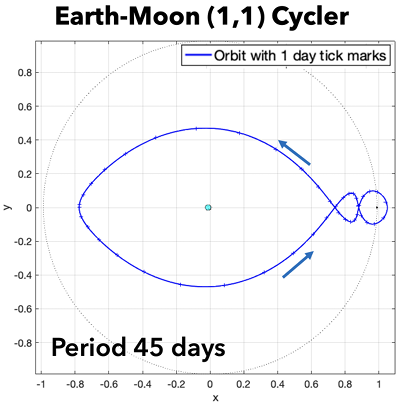 Earth-Moon (1,1) Cycler
Orbit with 1 day tick marks
0.8
0.6
0.4
0.2
y
0
-0.2
-0.4
-0.6
-0.8
Period 45 days
-1 -0.8 -0.6 -0.4 -0.2 0 0.2 0.4 0.6 0.8 1
x